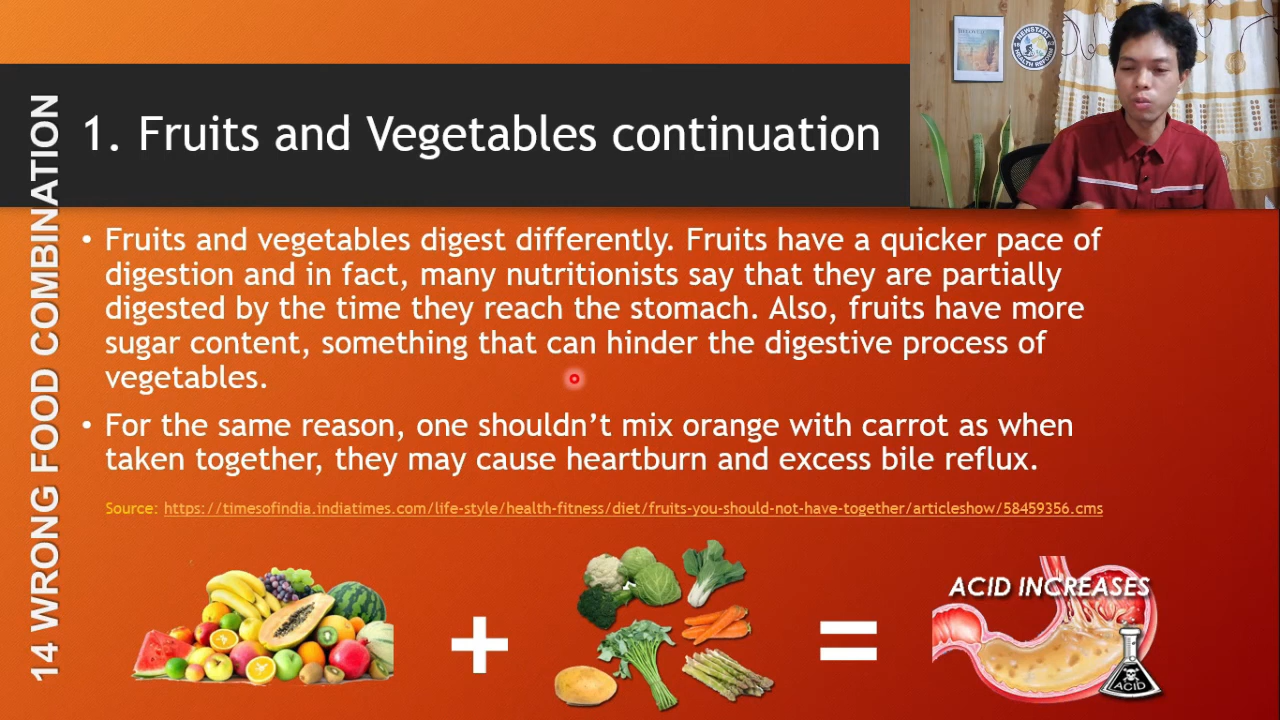 14 WRONG FOOD COMBINATION
1. Fruits and Vegetables continuation
NEWSTART
HEALTH REFORM
• Fruits and vegetables digest differently. Fruits have a quicker pace of
digestion and in fact, many nutritionists say that they are partially
digested by the time they reach the stomach. Also, fruits have more
sugar content, something that can hinder the digestive process of
vegetables.
• For the same reason, one shouldn’t mix orange with carrot as when
taken together, they may cause heartburn and excess bile reflux.
Source: https://timesofindia.indiatimes.com/life-style/health-fitness/diet/fruits-you-should-not-have-together/articleshow/58459356.cms
+
=
ACID INCREASES
ACID